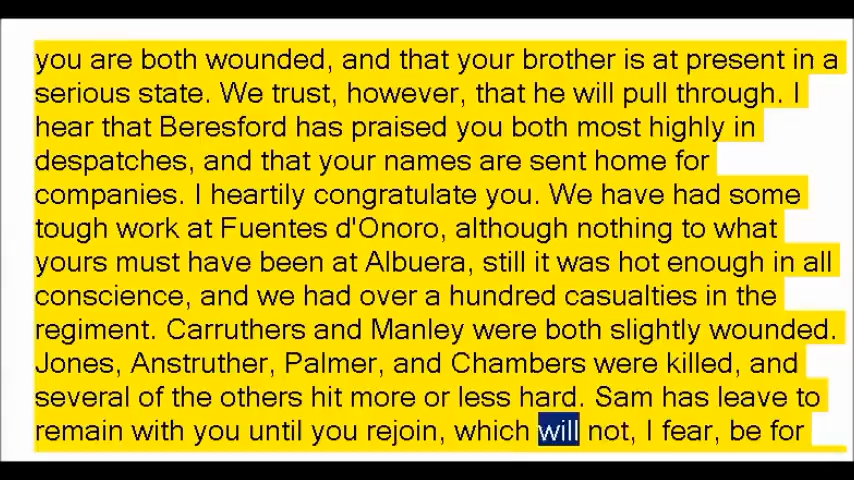 you are both wounded, and that your brother is at present in a
serious state. We trust, however, that he will pull through. I
hear that Beresford has praised you both most highly in
despatches, and that your names are sent home for
companies. I heartily congratulate you. We have had some
tough work at Fuentes d'Onoro, although nothing to what
yours must have been at Albuera, still it was hot enough in all
conscience, and we had over a hundred casualties in the
regiment. Carruthers and Manley were both slightly wounded.
Jones, Anstruther, Palmer, and Chambers were killed, and
several of the others hit more or less hard. Sam has leave to
remain with you until you rejoin, which will not, I fear, be for